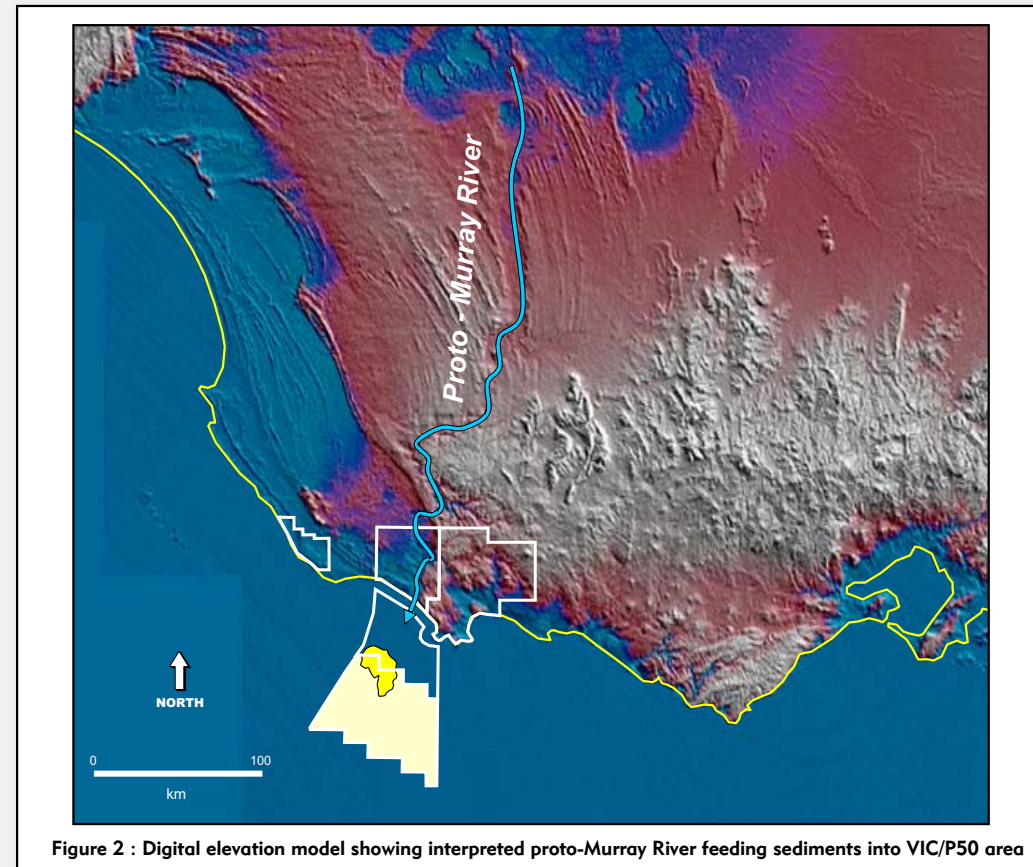 Proto - Murray River
NORTH
0 100
km
Figure 2 : Digital elevation model showing interpreted proto-Murray River feeding sediments into VIC/P50 area